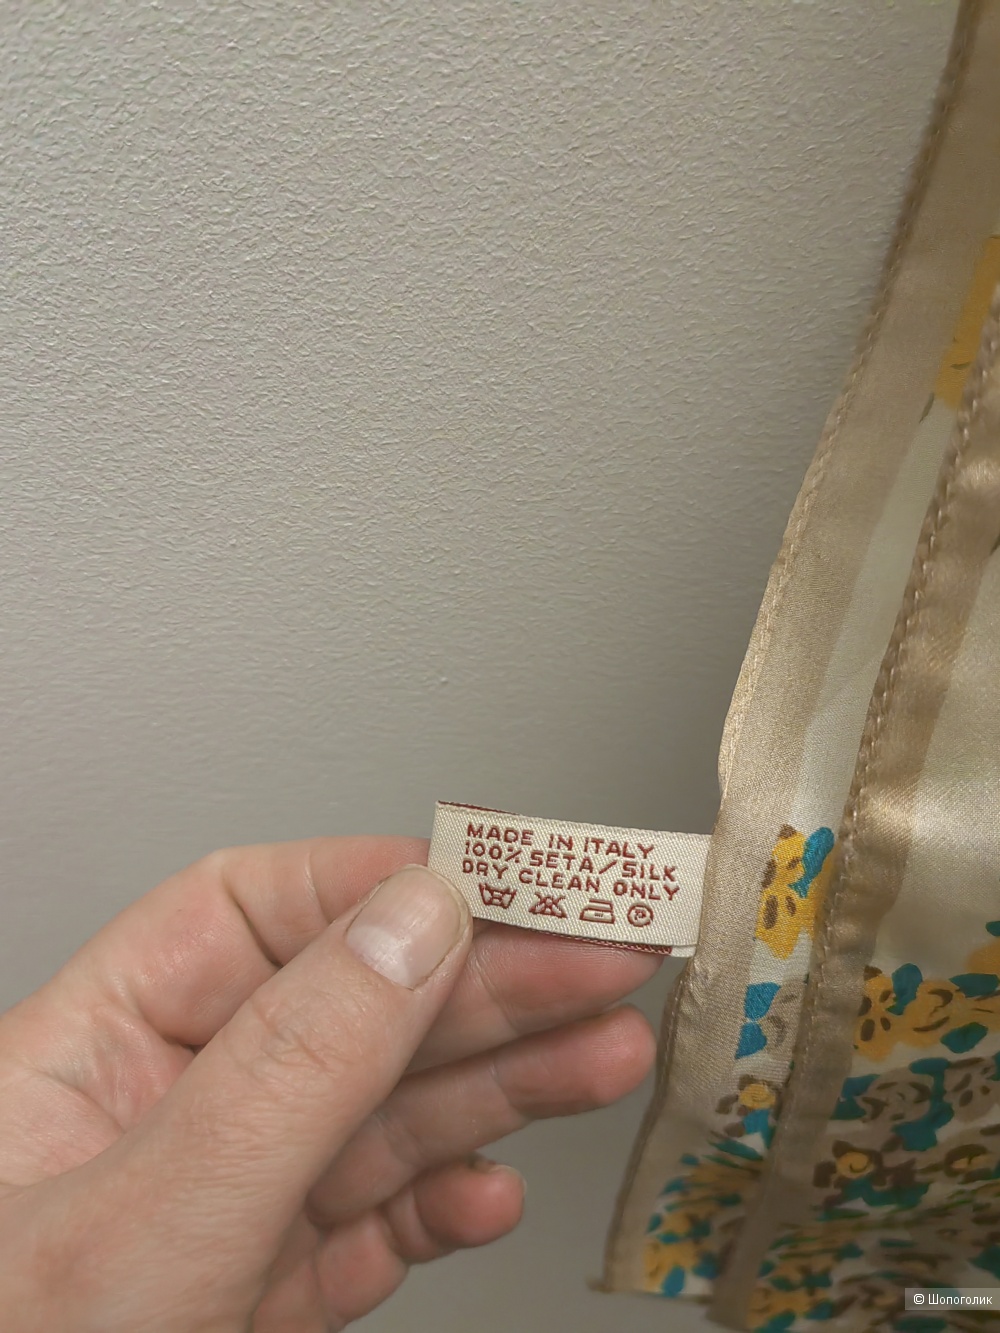 MADE IN ITALY
100% SETA/SILK
DRY CLEAN ONLY
P
© Шопоголик